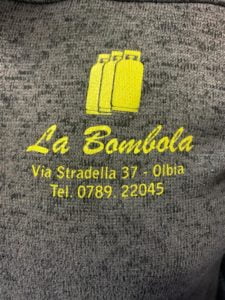 La Bombola
Via Stradella 37 - Olbia
Tel. 0789. 22045